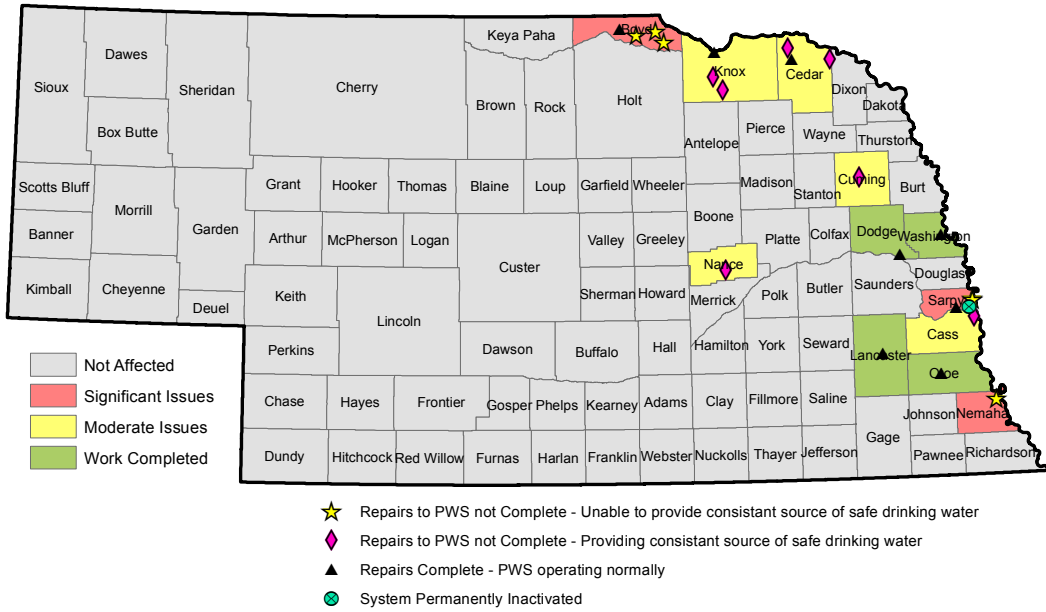 Keya Paha
Boyd
Dawes
Sioux
Sheridan
Cherry
Holt
Knox
Cedar
Dixon
Brown
Rock
Dakota
Box Butte
Pierce
Wayne
Thurston
Antelope
Scotts Bluff
Grant
Hooker
Thomas
Blaine
Loup
Garfield
Wheeler
Madison
Stanton
Cuming
Burt
Morrill
Garden
Boone
Banner
Arthur
McPherson
Logan
Valley
Greeley
Platte
Colfax
Dodge
Washington
Custer
Nance
Douglas
Kimball
Cheyenne
Keith
Sherman
Howard
Merrick
Polk
Butler
Saunders
Sarpy
Deuel
Lincoln
Perkins
Dawson
Buffalo
Hall
Hamilton
York
Seward
Lancaster
Cass
Otoe
Chase
Hayes
Frontier
Gosper
Phelps
Kearney
Adams
Clay
Fillmore
Saline
Johnson
Nemaha
Gage
Dundy
Hitchcock
Red Willow
Furnas
Harlan
Franklin
Webster
Nuckolls
Thayer
Jefferson
Pawnee
Richardson
Not Affected
Significant Issues
Moderate Issues
Work Completed
Repairs to PWS not Complete - Unable to provide consistant source of safe drinking water
Repairs to PWS not Complete - Providing consistant source of safe drinking water
Repairs Complete - PWS operating normally
System Permanently Inactivated